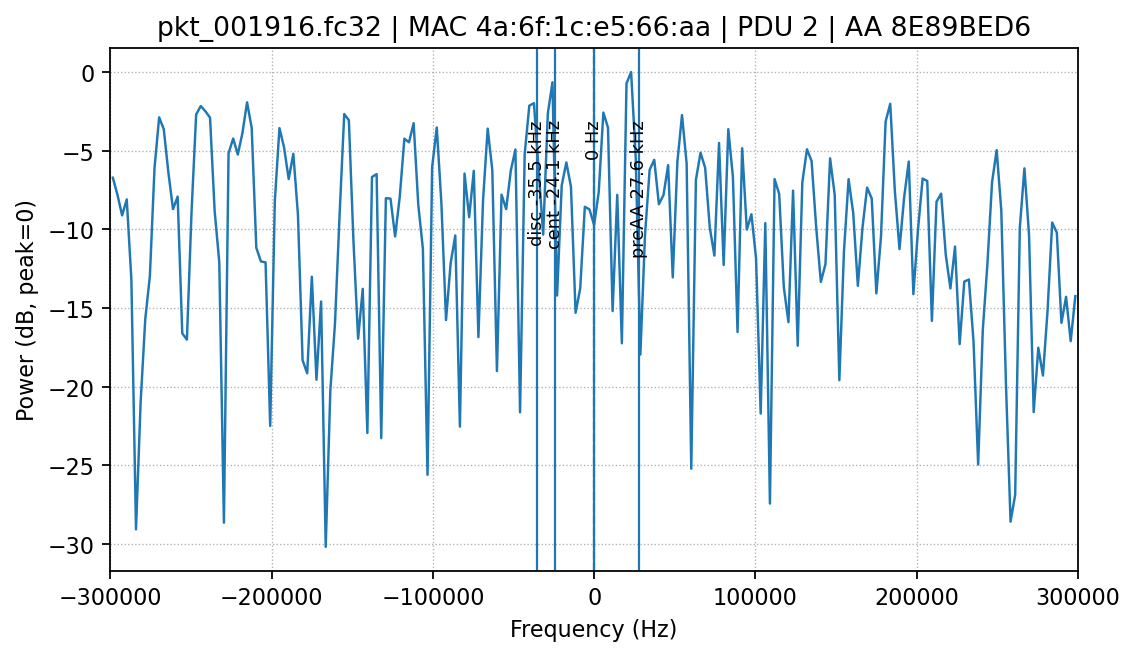 pkt_001916.fc32 | MAC 4a:6f:1c:e5:66:aa | PDU 2 | AA 8E89BED6
Power (dB, peak=0)
0
−5
−10
−15
−20
−25
−30
disc -35.5 kHz
cent -24.1 kHz
0 Hz
preAA 27.6 kHz
−300000
−200000
−100000
0
100000
200000
300000
Frequency (Hz)